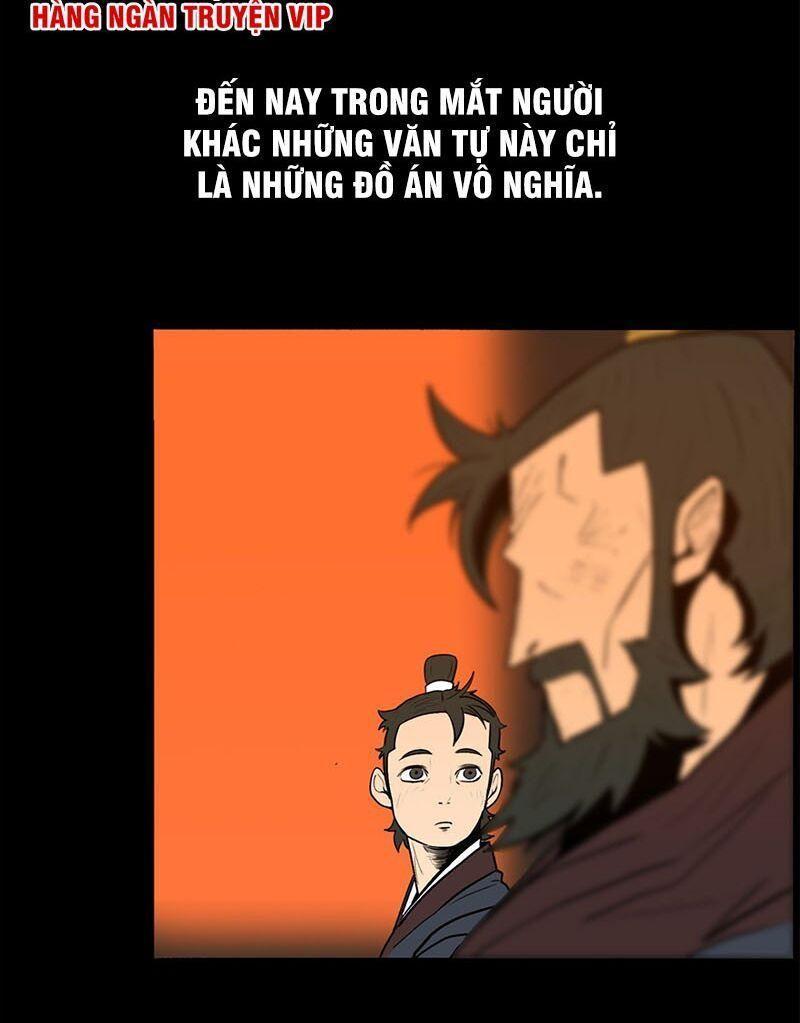 HÀNG NGÀN TRUYỆN VIP
ĐẾN NAY TRONG MẮT NGƯỜI
KHÁC NHỮNG VĂN TỰ NÀY CHỈ
LÀ NHỮNG ĐỒ ÁN VÔ NGHĨA.